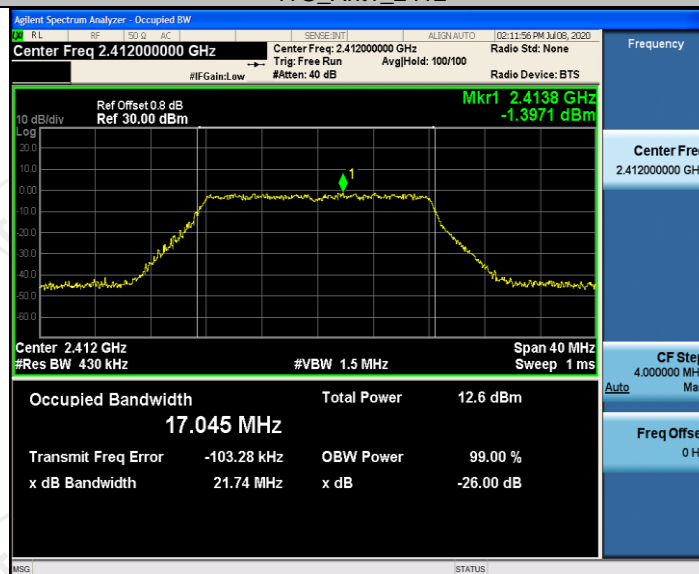 Agilent Spectrum Analyzer - Occupied BW
RL RF 50 Ω AC SENSE:INT ALIGN AUTO 02:11:56 PM Jul 08, 2020
Center Freq 2.412000000 GHz Center Freq: 2.412000000 GHz Radio Std: None
Trig: Free Run Avg|Hold: 100/100
#IFGain:Low #Atten: 40 dB Radio Device: BTS
Frequency
Ref Offset 0.8 dB Mkr1 2.4138 GHz
10 dB/div Ref 30.00 dBm -1.3971 dBm
Log
20.0
10.0
0.00
-10.0
-20.0
-30.0
-40.0
-50.0
-60.0
1
Center Fre
2.412000000 GH
Center 2.412 GHz Span 40 MHz
#Res BW 430 kHz #VBW 1.5 MHz Sweep 1 ms
CF Step
4.000000 MH
Auto Ma
Occupied Bandwidth Total Power 12.6 dBm
17.045 MHz
Transmit Freq Error -103.28 kHz OBW Power 99.00 %
x dB Bandwidth 21.74 MHz x dB -26.00 dB
Freq Offse
0 H
MSG STATUS